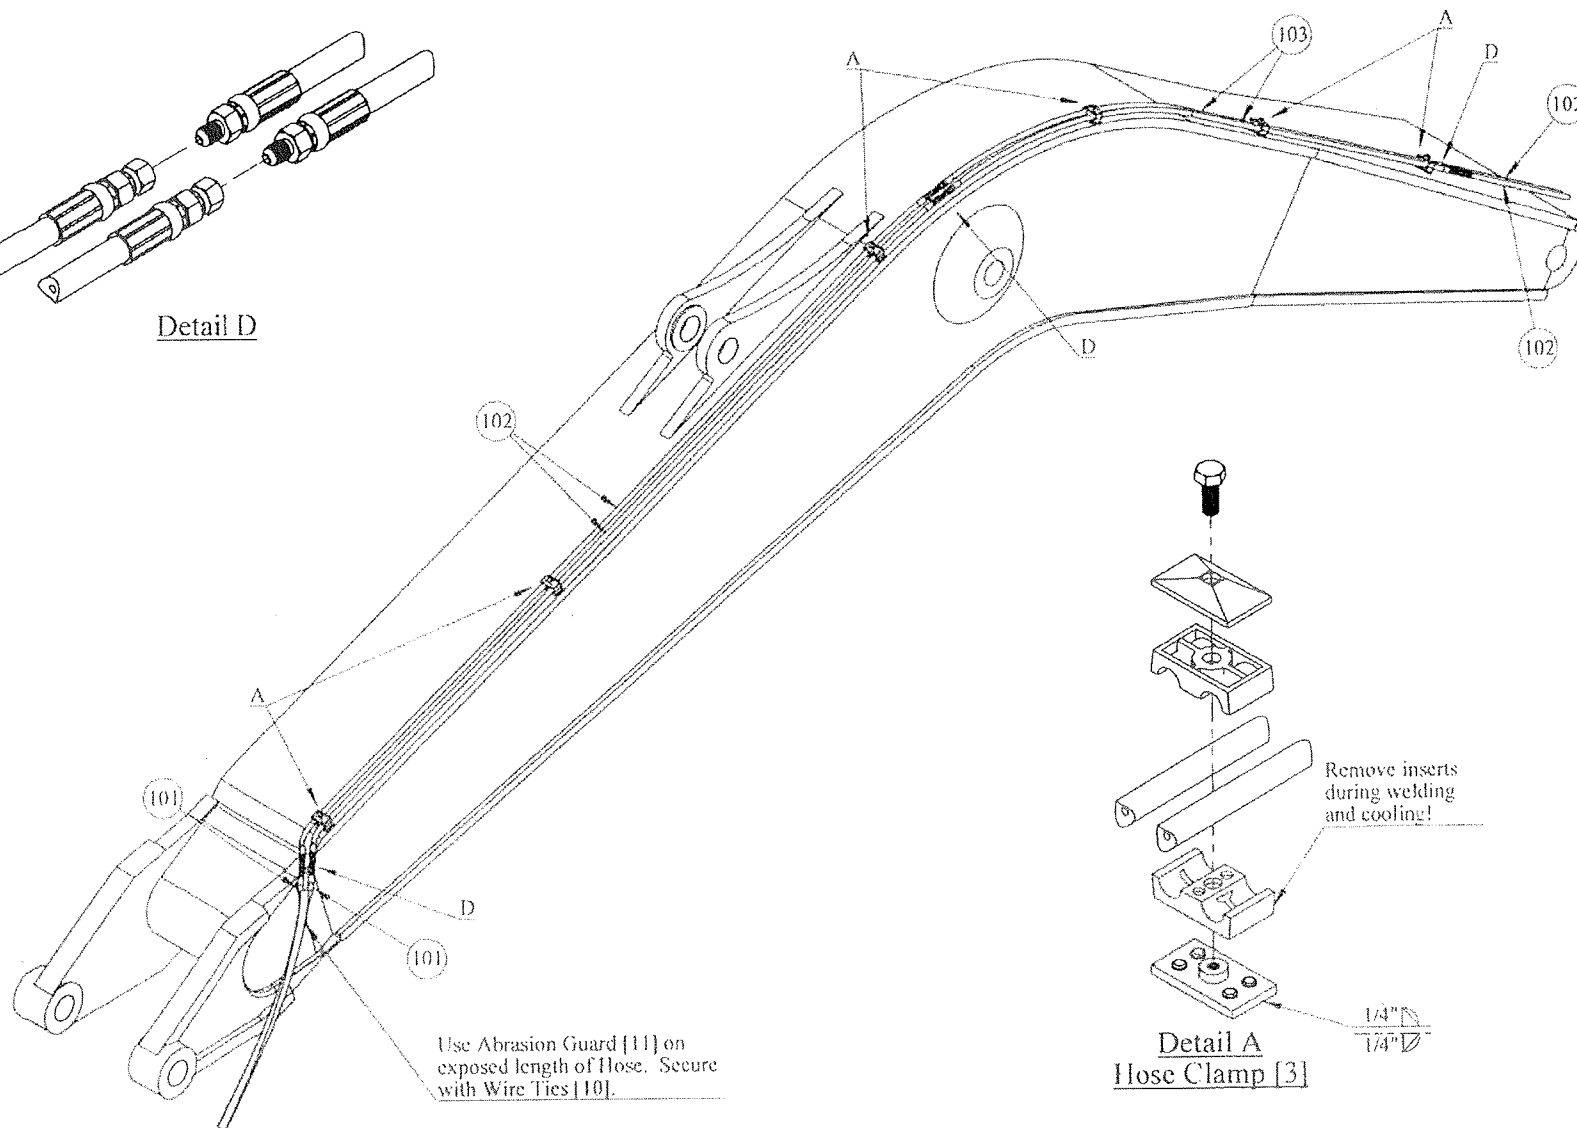 A
103
A
D
102
A
Detail D
D
102
102
A
101
D
101
Remove inserts
during welding
and cooling!
Use Abrasion Guard [11] on
exposed length of Hose. Secure
with Wire Ties [10].
1/4"
1/4"
Detail A
Hose Clamp [3]